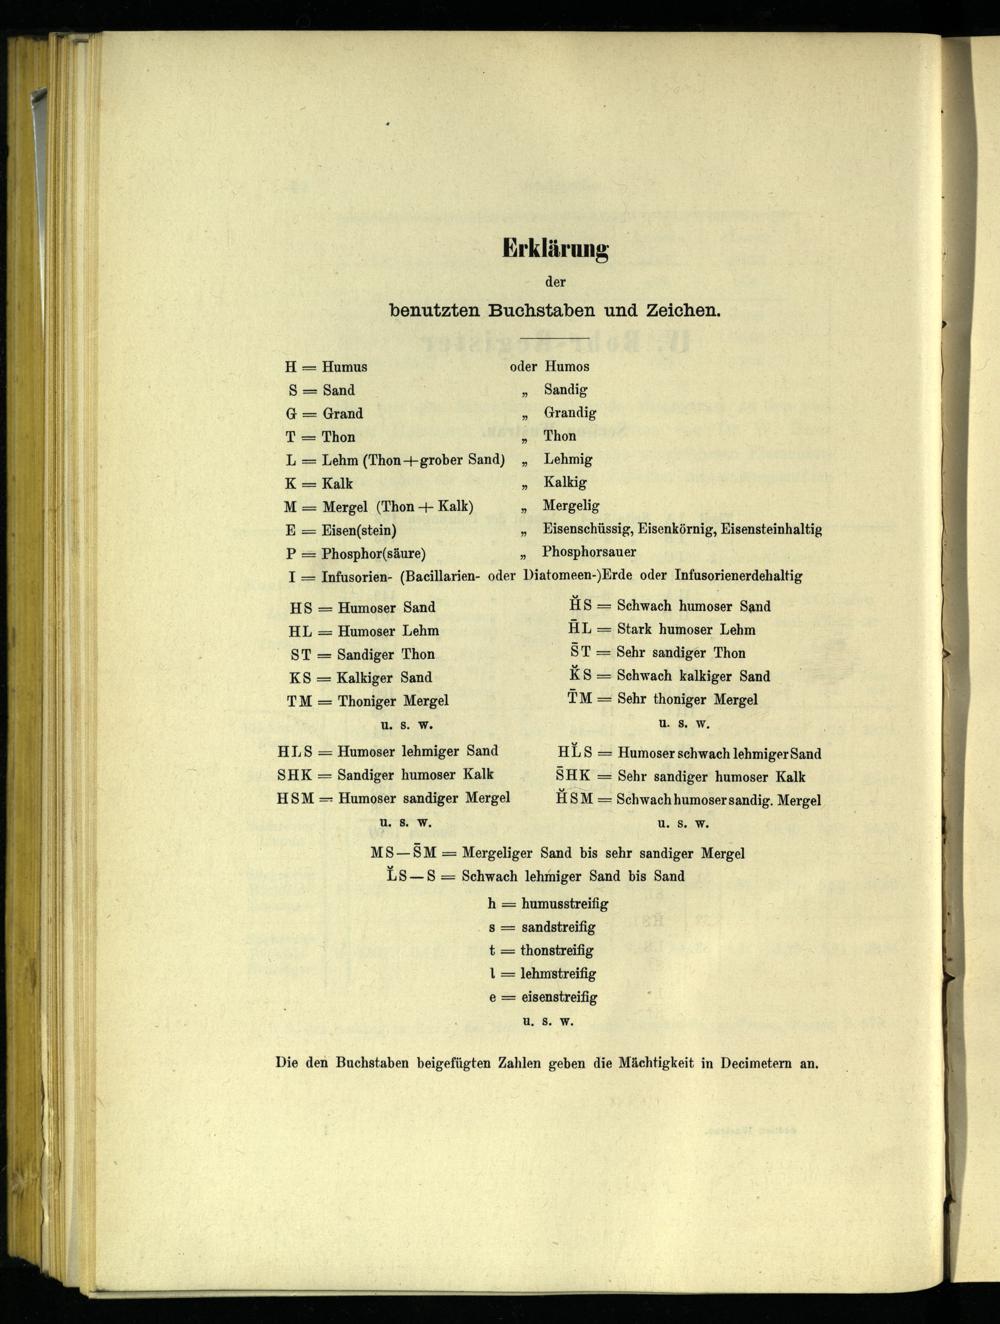 Erklärung
der
benutzten Buchstaben und Zeichen.
H = Humus oder Humos
S = Sand „ Sandig
G = Grand „ Grandig
T = Thon „ Thon
L = Lehm (Thon+grober Sand) „ Lehmig
K = Kalk „ Kalkig
M = Mergel (Thon + Kalk) „ Mergelig
E = Eisen(stein) „ Eisenschüssig, Eisenkörnig, Eisensteinhaltig
P = Phosphor(säure) „ Phosphorsauer
I = Infusorien- (Bacillarien- oder Diatomeen-)Erde oder Infusorienerdehaltig
HS = Humoser Sand H̆S = Schwach humoser Sand
HL = Humoser Lehm H̄L = Stark humoser Lehm
ST = Sandiger Thon S̄T = Sehr sandiger Thon
KS = Kalkiger Sand K̆S = Schwach kalkiger Sand
TM = Thoniger Mergel T̄M = Sehr thoniger Mergel
u. s. w. u. s. w.
HLS = Humoser lehmiger Sand HL̆S = Humoser schwach lehmiger Sand
SHK = Sandiger humoser Kalk S̄HK = Sehr sandiger humoser Kalk
HSM = Humoser sandiger Mergel H̆SM = Schwach humoser sandig. Mergel
u. s. w. u. s. w.
MS—S̄M = Mergeliger Sand bis sehr sandiger Mergel
L̆S—S = Schwach lehmiger Sand bis Sand
h = humusstreifig
s = sandstreifig
t = thonstreifig
l = lehmstreifig
e = eisenstreifig
u. s. w.
Die den Buchstaben beigefügten Zahlen geben die Mächtigkeit in Decimetern an.